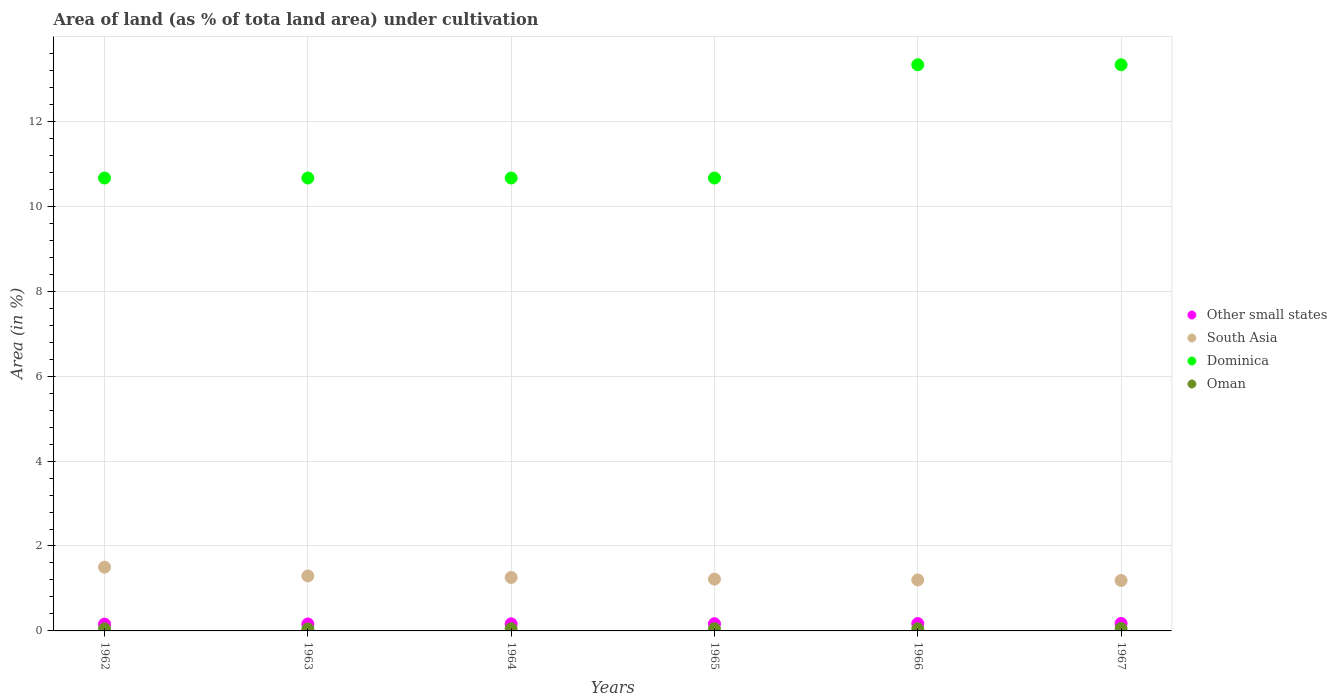 Area of land (as % of tota land area) under cultivation
Area (in %)
12
10
8
6
4
2
0
1962
1963
1964
1965
1966
1967
Years
Other small states
South Asia
Dominica
Oman